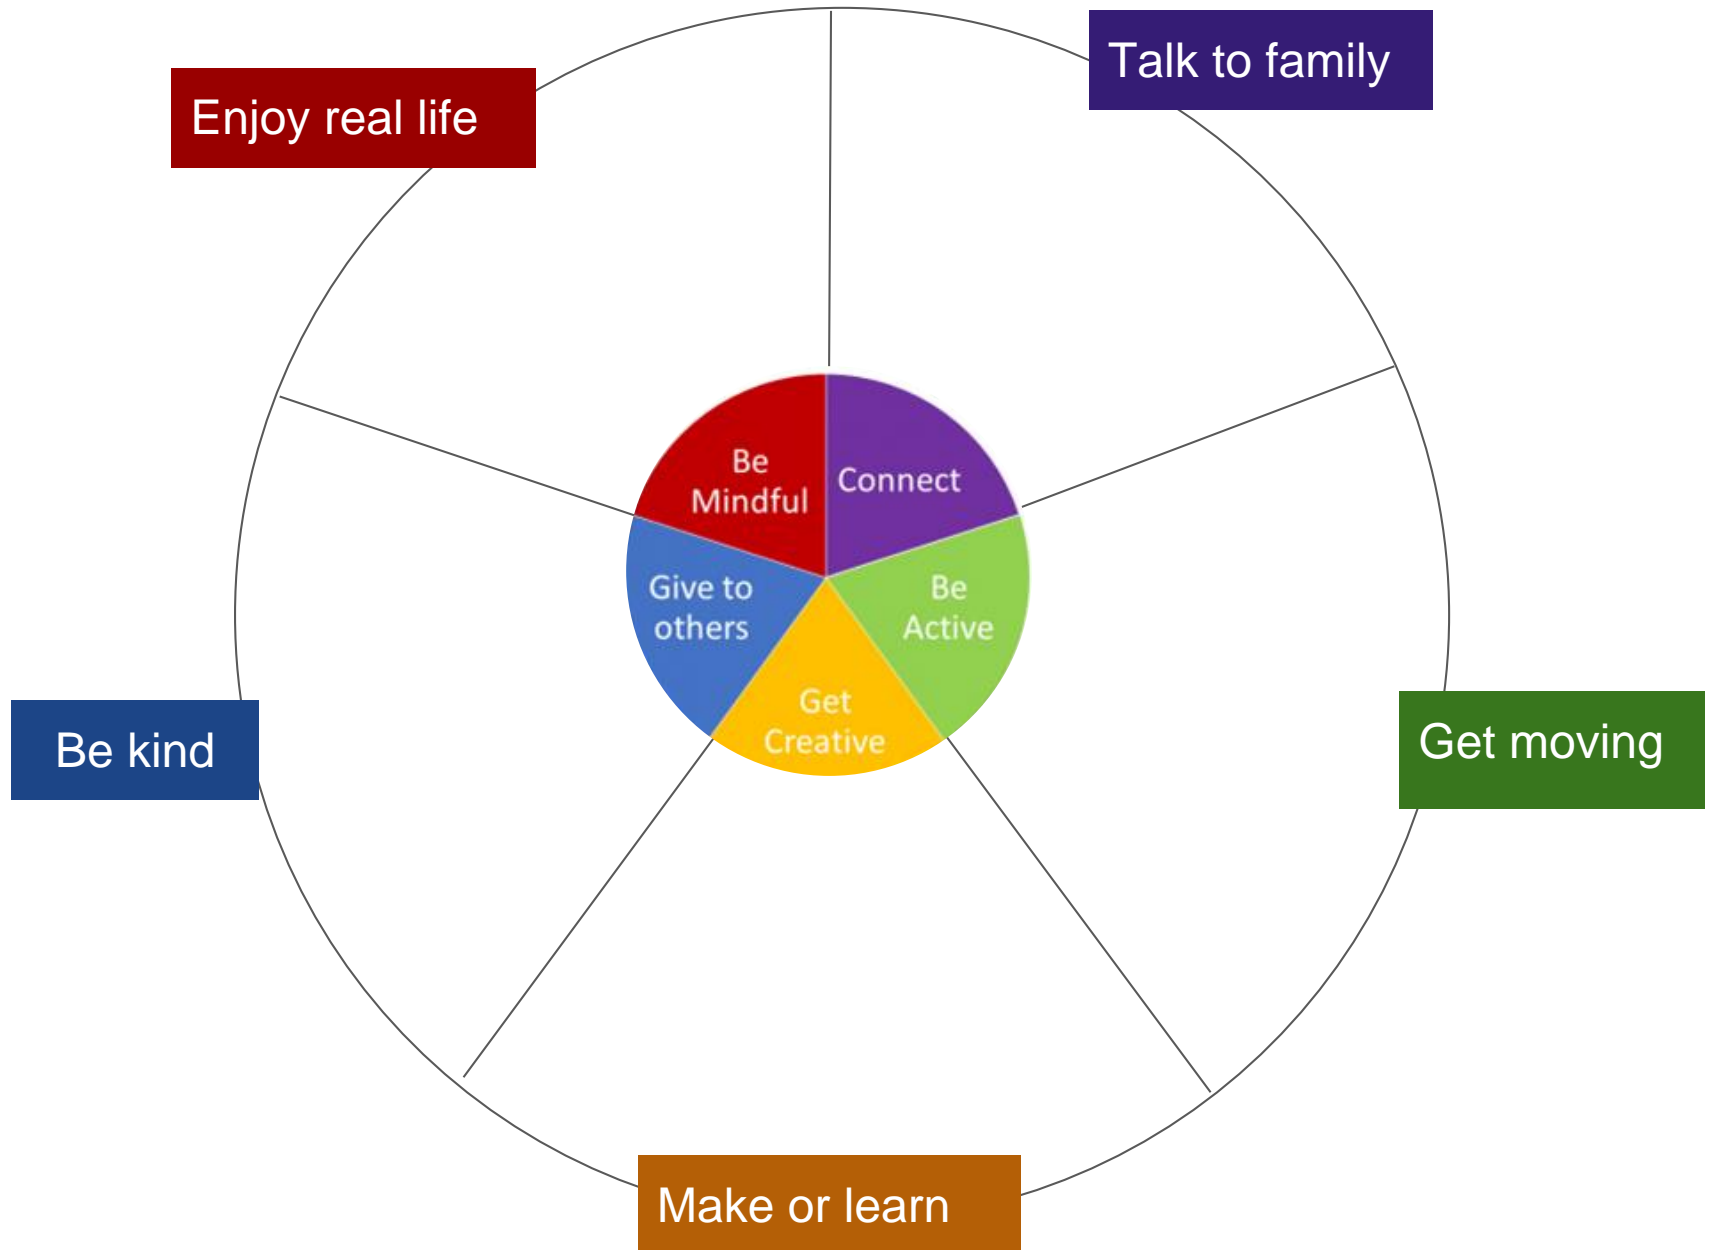 Talk to family
Enjoy real life
Be
Mindful
Connect
Give to
others
Be
Active
Get
Creative
Be kind
Get moving
Make or learn